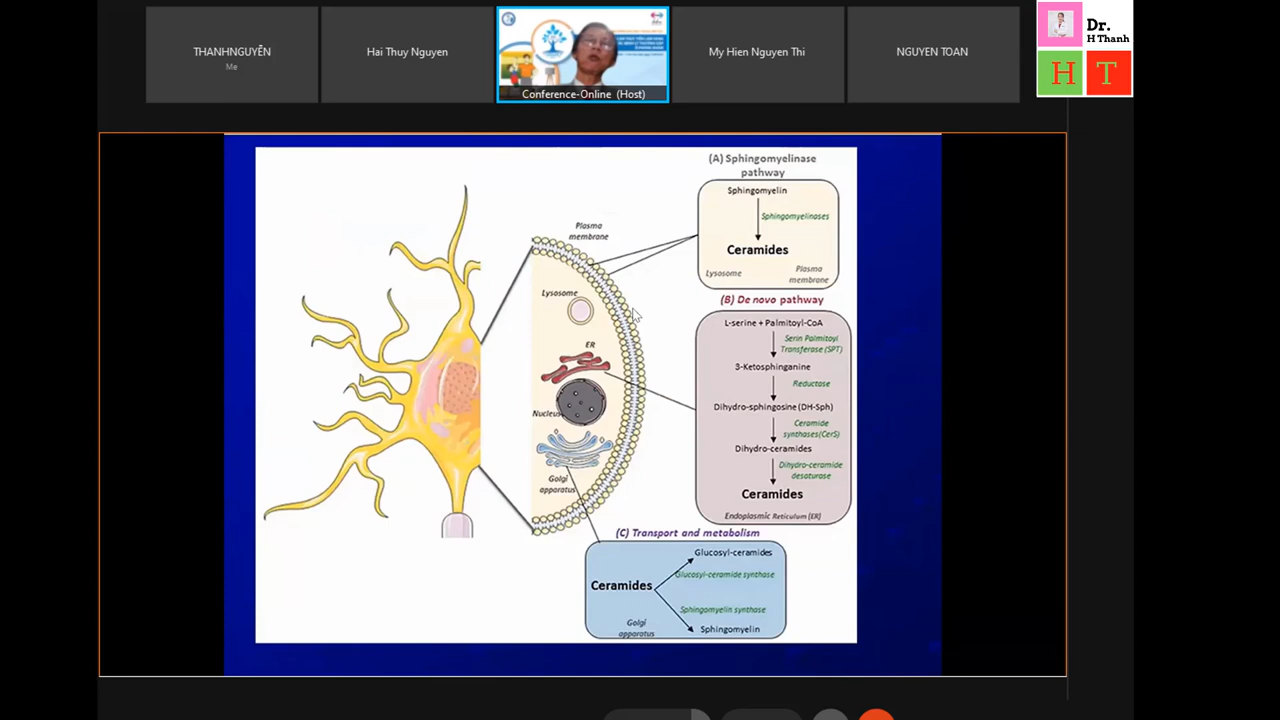 THANHNGUYỄN
Me
Hai Thuy Nguyen
Conference-Online (Host)
My Hien Nguyen Thi
NGUYEN TOAN
Dr.
H Thanh
H T
(A) Sphingomyelinase
pathway
Sphingomyelin
Sphingomyelinases
Ceramides
Lysosome
Plasma
membrane
Plasma
membrane
Lysosome
ER
Nucleus
Golgi
apparatus
(B) De novo pathway
L-serine + Palmitoyl-CoA
Serin Palmitoyl
Transferase (SPT)
3-Ketosphinganine
Reductase
Dihydro-sphingosine (DH-Sph)
Ceramide
synthases(CerS)
Dihydro-ceramides
Dihydro-ceramide
desaturase
Ceramides
Endoplasmic Reticulum (ER)
(C) Transport and metabolism
Glucosyl-ceramides
Glucosyl-ceramide synthase
Ceramides
Sphingomyelin synthase
Golgi
apparatus
Sphingomyelin